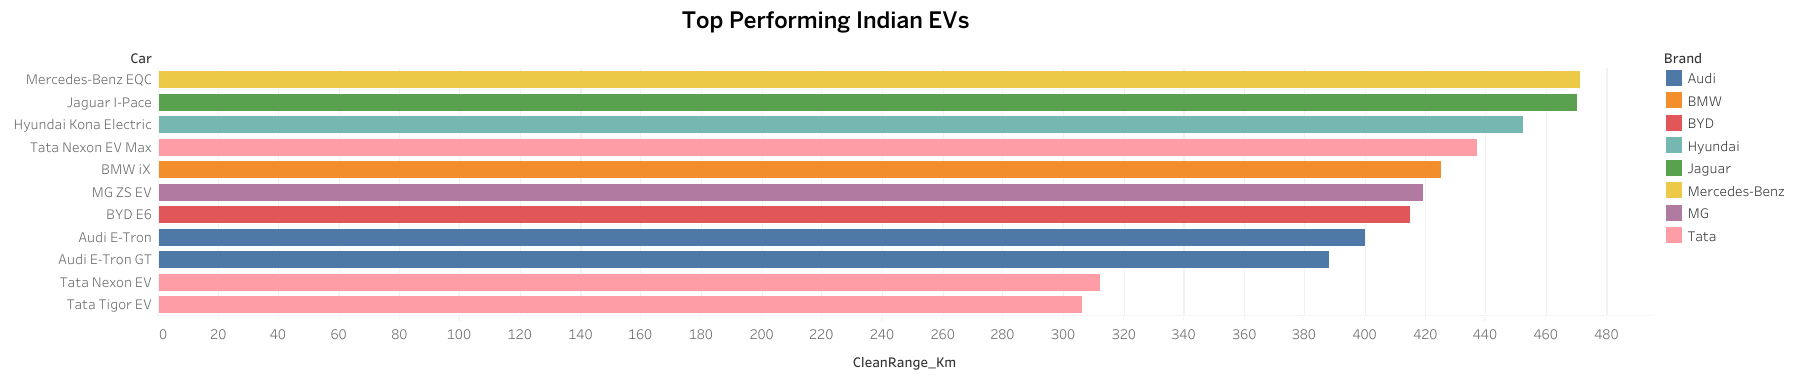 Top Performing Indian EVs
Car
Mercedes-Benz EQC
Jaguar I-Pace
Hyundai Kona Electric
Tata Nexon EV Max
BMW iX
MG ZS EV
BYD E6
Audi E-Tron
Audi E-Tron GT
Tata Nexon EV
Tata Tigor EV
0 20 40 60 80 100 120 140 160 180 200 220 240 260 280 300 320 340 360 380 400 420 440 460 480
CleanRange_Km
Brand
Audi
BMW
BYD
Hyundai
Jaguar
Mercedes-Benz
MG
Tata